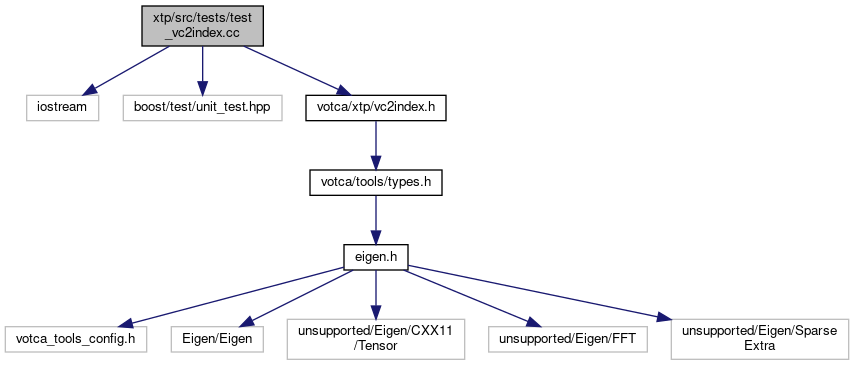 xtp/src/tests/test
_vc2index.cc
iostream
boost/test/unit_test.hpp
votca/xtp/vc2index.h
votca/tools/types.h
eigen.h
votca_tools_config.h
Eigen/Eigen
unsupported/Eigen/CXX11
/Tensor
unsupported/Eigen/FFT
unsupported/Eigen/Sparse
Extra